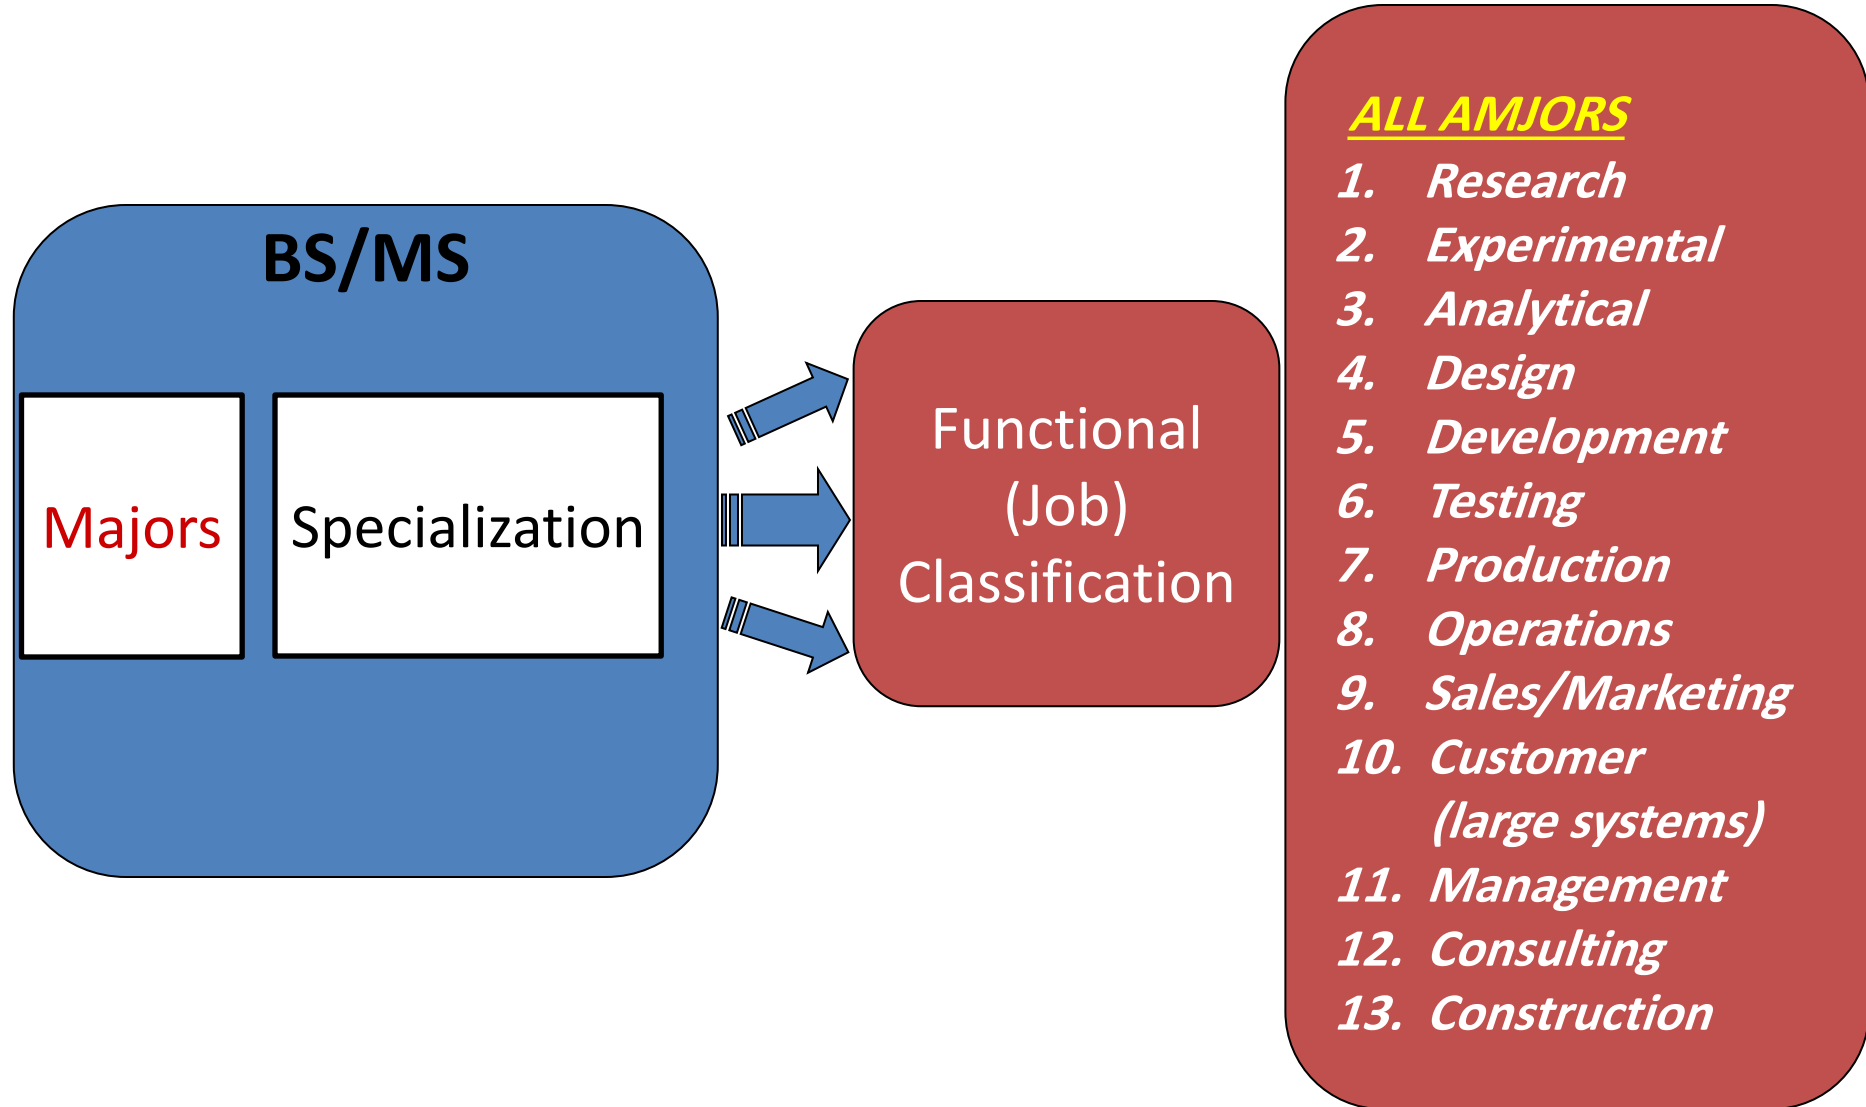 BS/MS
Majors
Specialization
Functional
(Job)
Classification
ALL AMJORS
1. Research
2. Experimental
3. Analytical
4. Design
5. Development
6. Testing
7. Production
8. Operations
9. Sales/Marketing
10. Customer
(large systems)
11. Management
12. Consulting
13. Construction